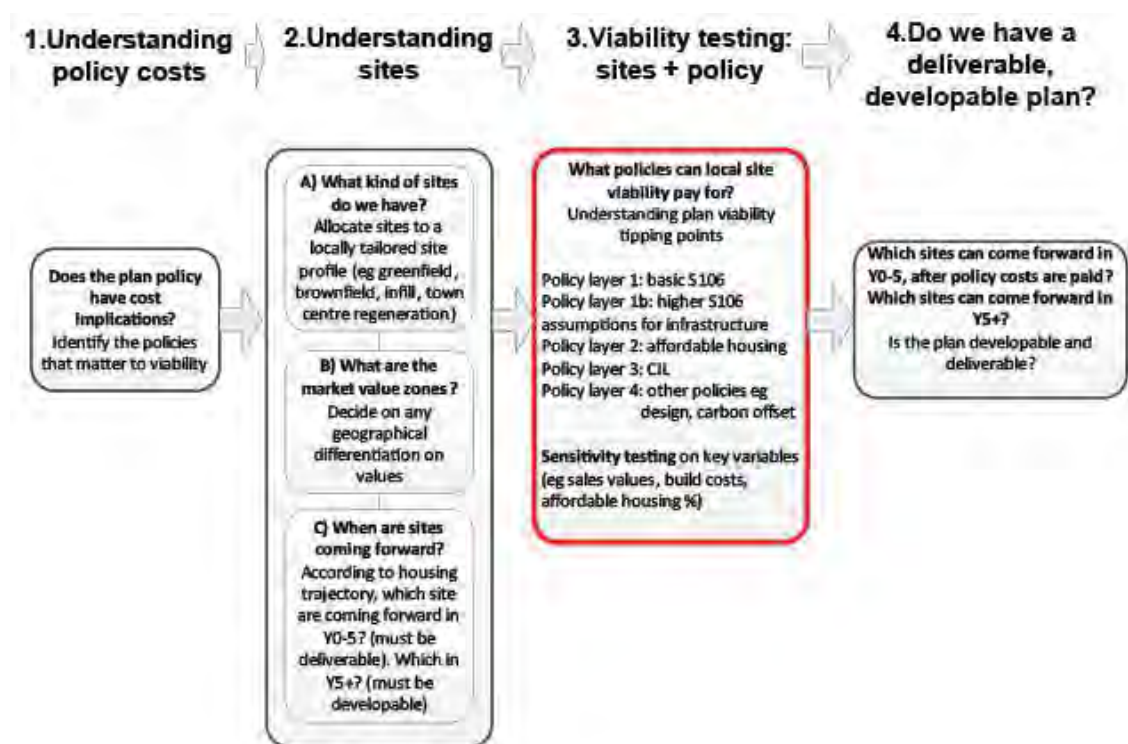 1.Understanding
policy costs
2.Understanding
sites
3.Viability testing:
sites + policy
4.Do we have a
deliverable,
developable plan?
Does the plan policy
have cost
implications?
Identify the policies
that matter to viability
A) What kind of sites
do we have?
Allocate sites to a
locally tailored site
profile (eg greenfield,
brownfield, infill, town
centre regeneration)
B) What are the
market value zones?
Decide on any
geographical
differentiation on
values
C) When are sites
coming forward?
According to housing
trajectory, which site
are coming forward in
Y0-5? (must be
deliverable). Which in
Y5+? (must be
developable)
What policies can local site
viability pay for?
Understanding plan viability
tipping points
Policy layer 1: basic S106
Policy layer 1b: higher S106
assumptions for infrastructure
Policy layer 2: affordable housing
Policy layer 3: CIL
Policy layer 4: other policies eg
design, carbon offset
Sensitivity testing on key variables
(eg sales values, build costs,
affordable housing %)
Which sites can come forward in
Y0-5, after policy costs are paid?
Which sites can come forward in
Y5+?
Is the plan developable and
deliverable?